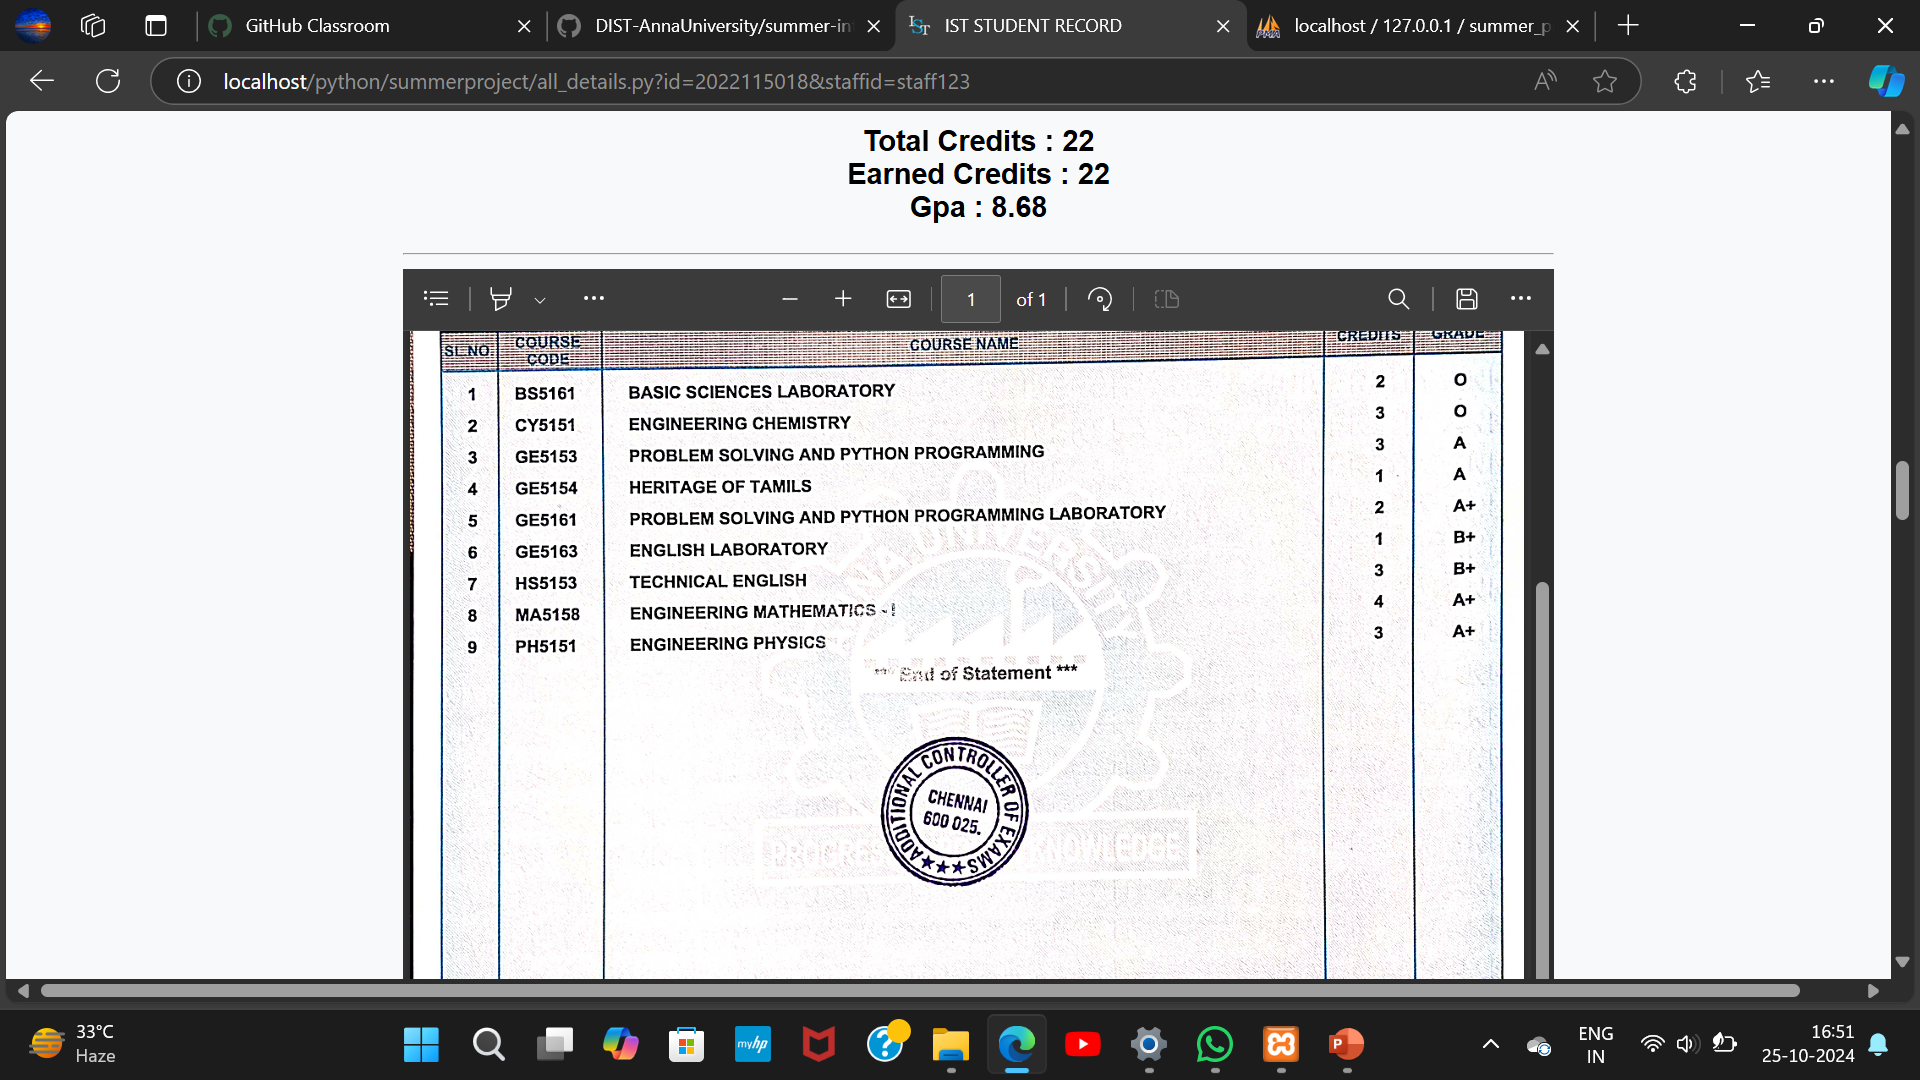 GitHub Classroom
DIST-AnnaUniversity/summer-in
IST STUDENT RECORD
localhost / 127.0.0.1 / summer_p
localhost/python/summerproject/all_details.py?id=2022115018&staffid=staff123
Total Credits : 22
Earned Credits : 22
Gpa : 8.68
1 of 1
SL.NO. COURSE CODE COURSE NAME CREDITS GRADE
1 BS5161 BASIC SCIENCES LABORATORY 2 O
2 CY5151 ENGINEERING CHEMISTRY 3 O
3 GE5153 PROBLEM SOLVING AND PYTHON PROGRAMMING 3 A
4 GE5154 HERITAGE OF TAMILS 1 A
5 GE5161 PROBLEM SOLVING AND PYTHON PROGRAMMING LABORATORY 2 A+
6 GE5163 ENGLISH LABORATORY 1 B+
7 HS5153 TECHNICAL ENGLISH 3 B+
8 MA5158 ENGINEERING MATHEMATICS - I 4 A+
9 PH5151 ENGINEERING PHYSICS 3 A+
*** End of Statement ***
ADDITIONAL CONTROLLER OF EXAMS
CHENNAI
600 025.
UNIVERSITY
KNOWLEDGE
33°C
Haze
myhp
ENG
IN
16:51
25-10-2024